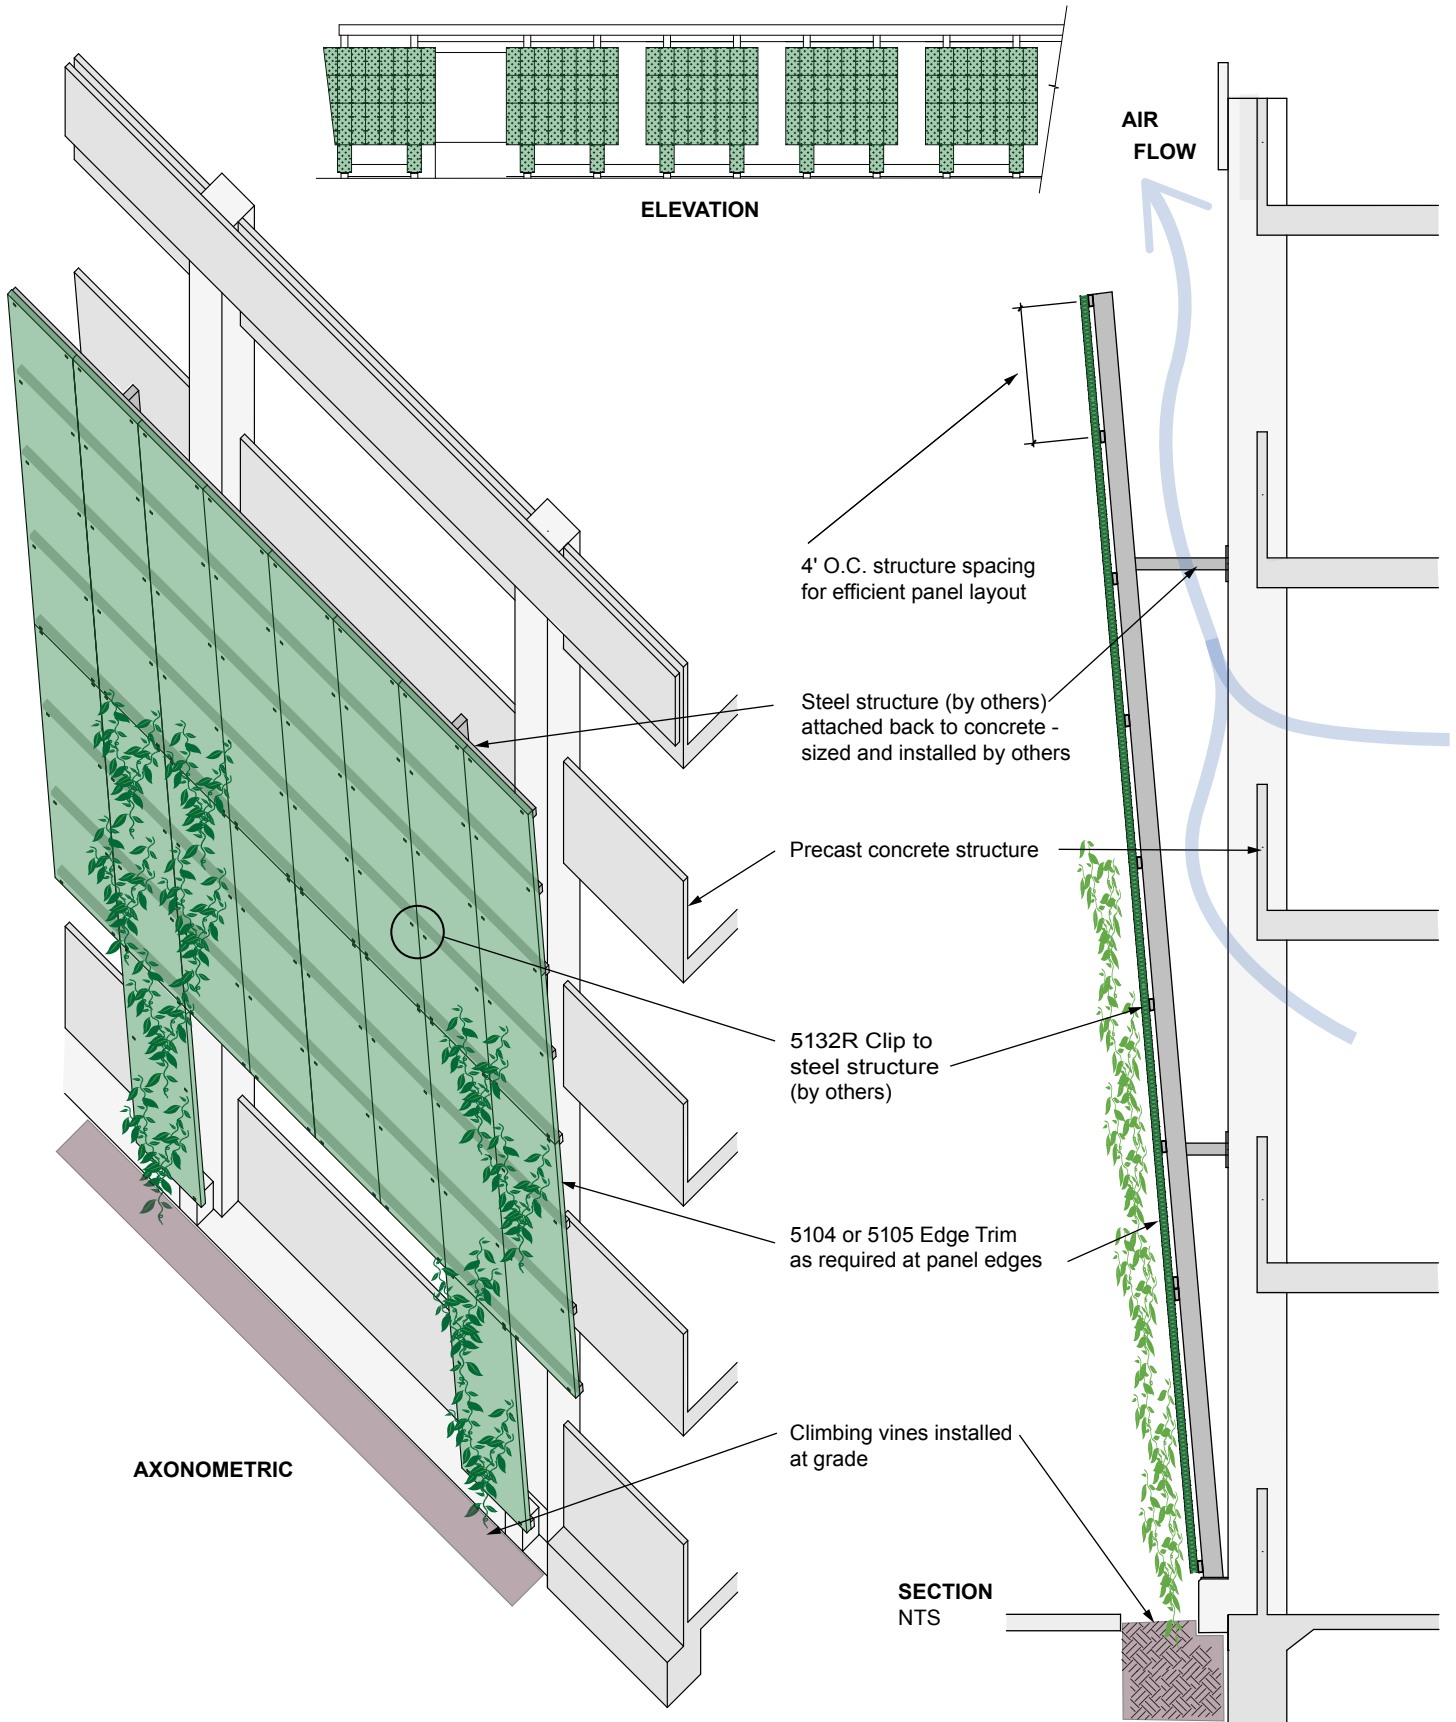 ELEVATION
AIR
FLOW
4' O.C. structure spacing
for efficient panel layout
Steel structure (by others)
attached back to concrete -
sized and installed by others
Precast concrete structure
5132R Clip to
steel structure
(by others)
5104 or 5105 Edge Trim
as required at panel edges
Climbing vines installed
at grade
AXONOMETRIC
SECTION
NTS